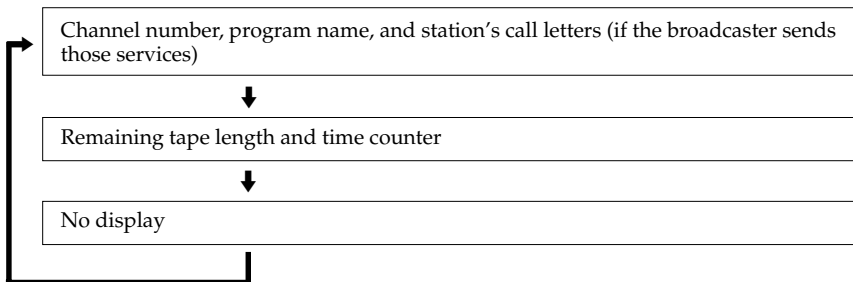 Channel number, program name, and station’s call letters (if the broadcaster sends
those services)
Remaining tape length and time counter
No display